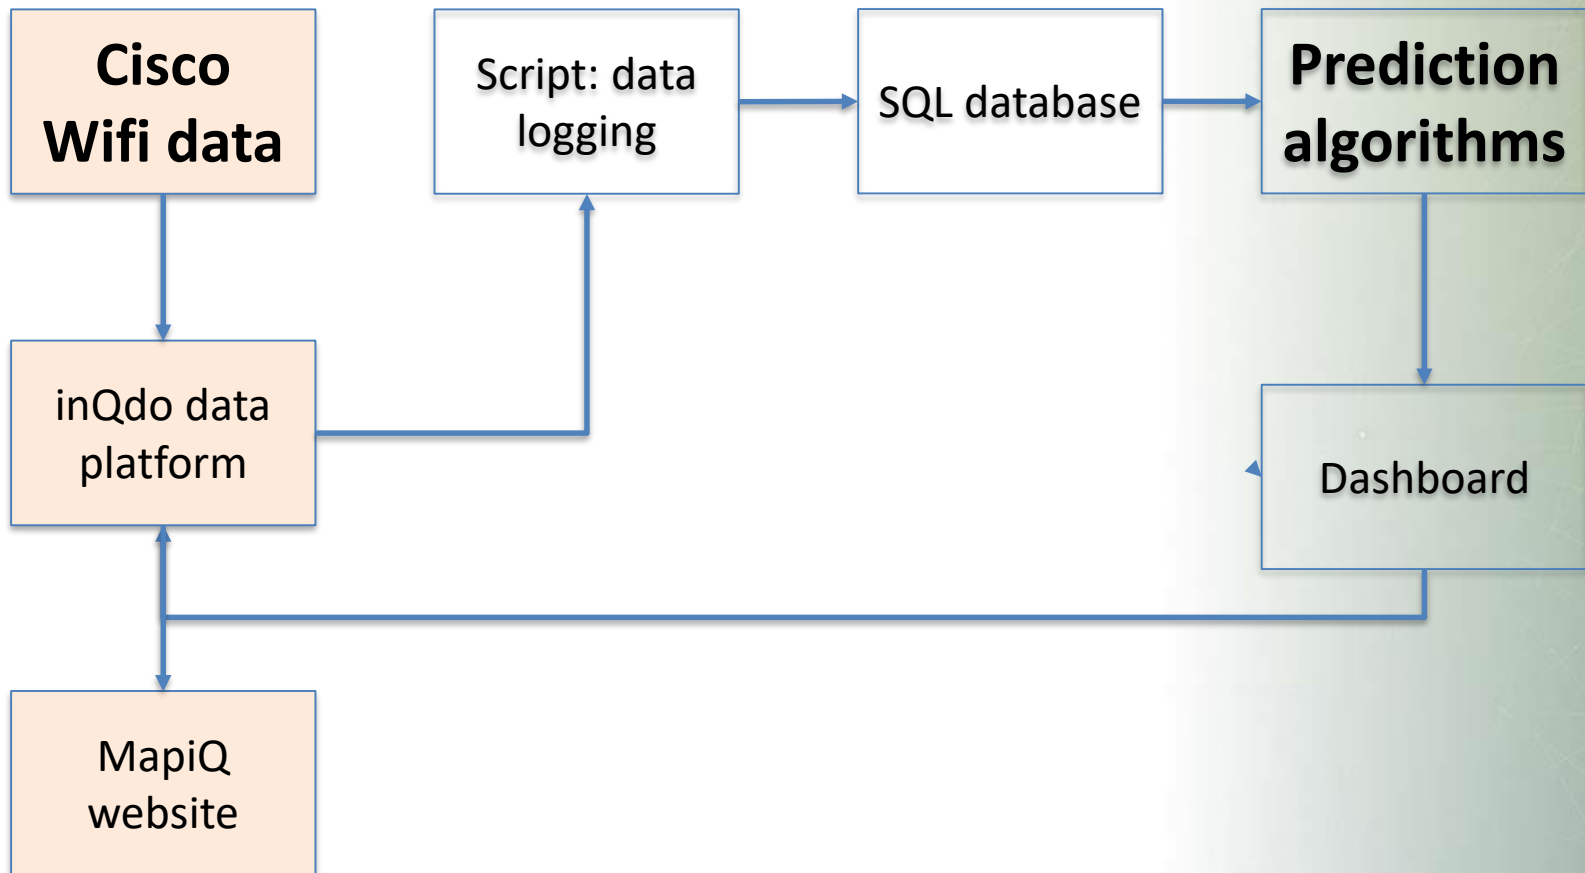 Cisco
Wifi data
Script: data
logging
SQL database
Prediction
algorithms
inQdo data
platform
Dashboard
MapiQ
website